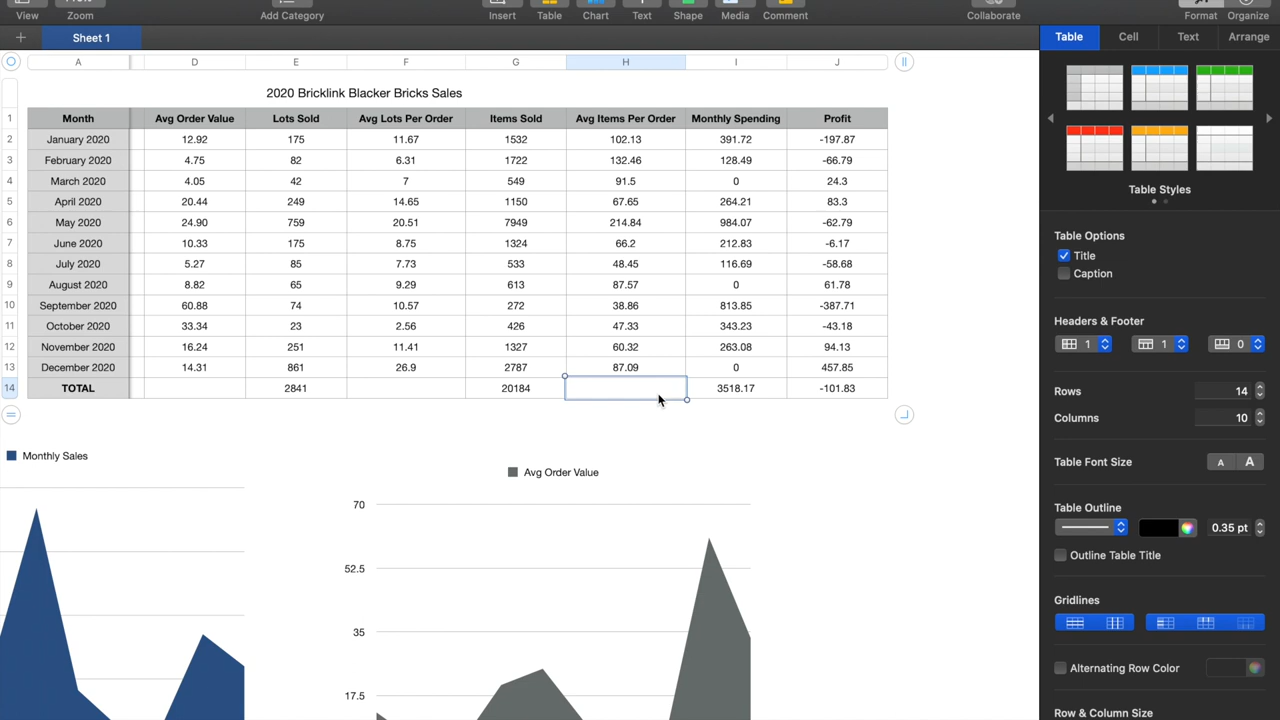 View Zoom Add Category Insert Table Chart Text Shape Media Comment Collaborate Format Organize
+ Sheet 1 Table Cell Text Arrange
A D E F G H I J
2020 Bricklink Blacker Bricks Sales
1 Month Avg Order Value Lots Sold Avg Lots Per Order Items Sold Avg Items Per Order Monthly Spending Profit
2 January 2020 12.92 175 11.67 1532 102.13 391.72 -197.87
3 February 2020 4.75 82 6.31 1722 132.46 128.49 -66.79
4 March 2020 4.05 42 7 549 91.5 0 24.3
5 April 2020 20.44 249 14.65 1150 67.65 264.21 83.3
6 May 2020 24.90 759 20.51 7949 214.84 984.07 -62.79
7 June 2020 10.33 175 8.75 1324 66.2 212.83 -6.17
8 July 2020 5.27 85 7.73 533 48.45 116.69 -58.68
9 August 2020 8.82 65 9.29 613 87.57 0 61.78
10 September 2020 60.88 74 10.57 272 38.86 813.85 -387.71
11 October 2020 33.34 23 2.56 426 47.33 343.23 -43.18
12 November 2020 16.24 251 11.41 1327 60.32 263.08 94.13
13 December 2020 14.31 861 26.9 2787 87.09 0 457.85
14 TOTAL 2841 20184 3518.17 -101.83
Monthly Sales
Avg Order Value
70
52.5
35
17.5
Table Styles
Table Options
Title
Caption
Headers & Footer
1 1 0
Rows 14
Columns 10
Table Font Size A A
Table Outline
0.35 pt
Outline Table Title
Gridlines
Alternating Row Color
Row & Column Size